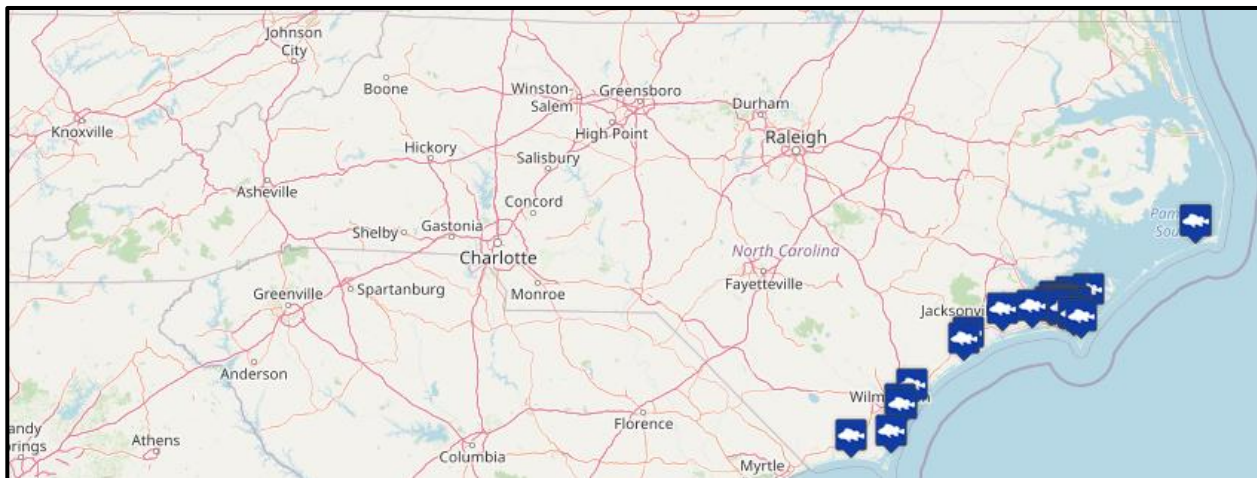 Johnson
City
Boone
Winston-
Salem
Greensboro
Durham
Knoxville
High Point
Raleigh
Hickory
Salisbury
Asheville
Concord
Shelby
Gastonia
Charlotte
North Carolina
Fayetteville
Greenville
Spartanburg
Monroe
Anderson
Florence
Athens
Columbia
Myrtle